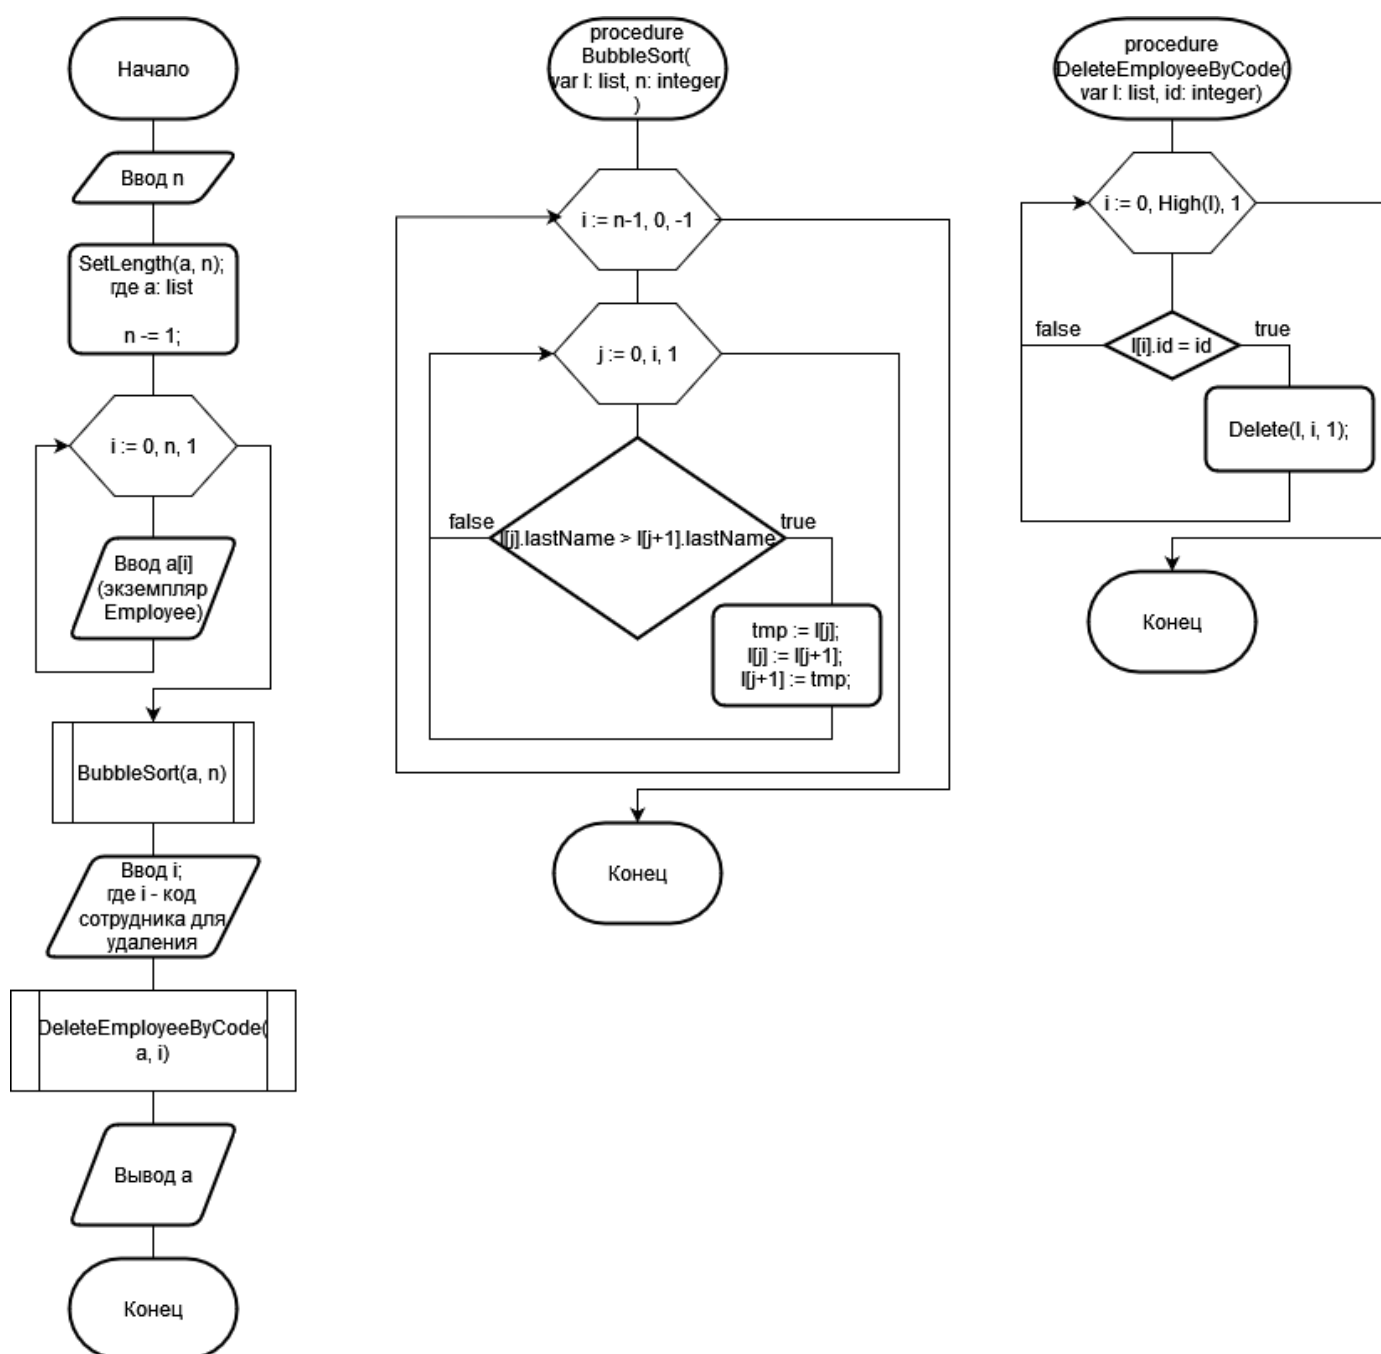 Начало
Ввод n
SetLength(a, n);
где a: list
n -= 1;
i := 0, n, 1
Ввод a[i]
(экземпляр
Employee)
BubbleSort(a, n)
Ввод i;
где i - код
сотрудника для
удаления
DeleteEmployeeByCode(
a, i)
Вывод a
Конец
procedure
BubbleSort(
var l: list, n: integer
)
i := n-1, 0, -1
j := 0, i, 1
false
l[j].lastName > l[j+1].lastName
true
tmp := l[j];
l[j] := l[j+1];
l[j+1] := tmp;
Конец
procedure
DeleteEmployeeByCode(
var l: list, id: integer)
i := 0, High(l), 1
false
l[i].id = id
true
Delete(l, i, 1);
Конец